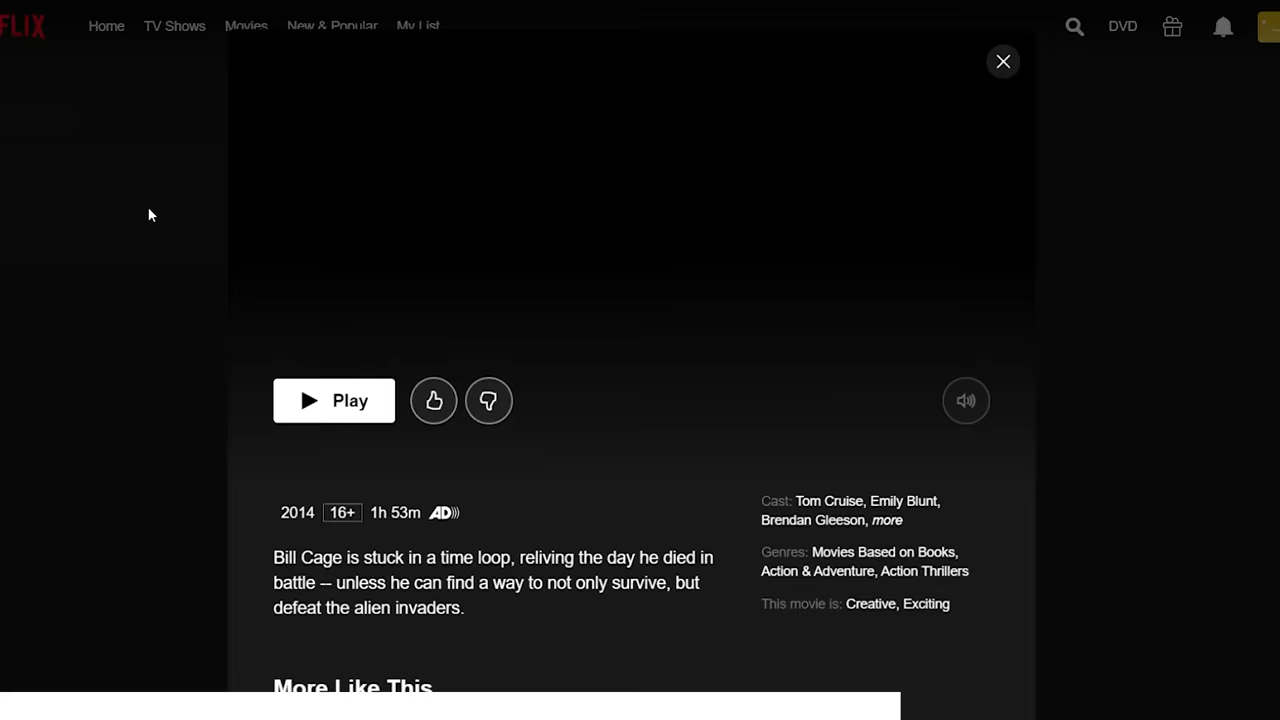 FLIX
Home TV Shows Movies New & Popular My List
DVD
Play
2014 16+ 1h 53m AD
Bill Cage is stuck in a time loop, reliving the day he died in
battle -- unless he can find a way to not only survive, but
defeat the alien invaders.
Cast: Tom Cruise, Emily Blunt,
Brendan Gleeson, more
Genres: Movies Based on Books,
Action & Adventure, Action Thrillers
This movie is: Creative, Exciting
More Like This